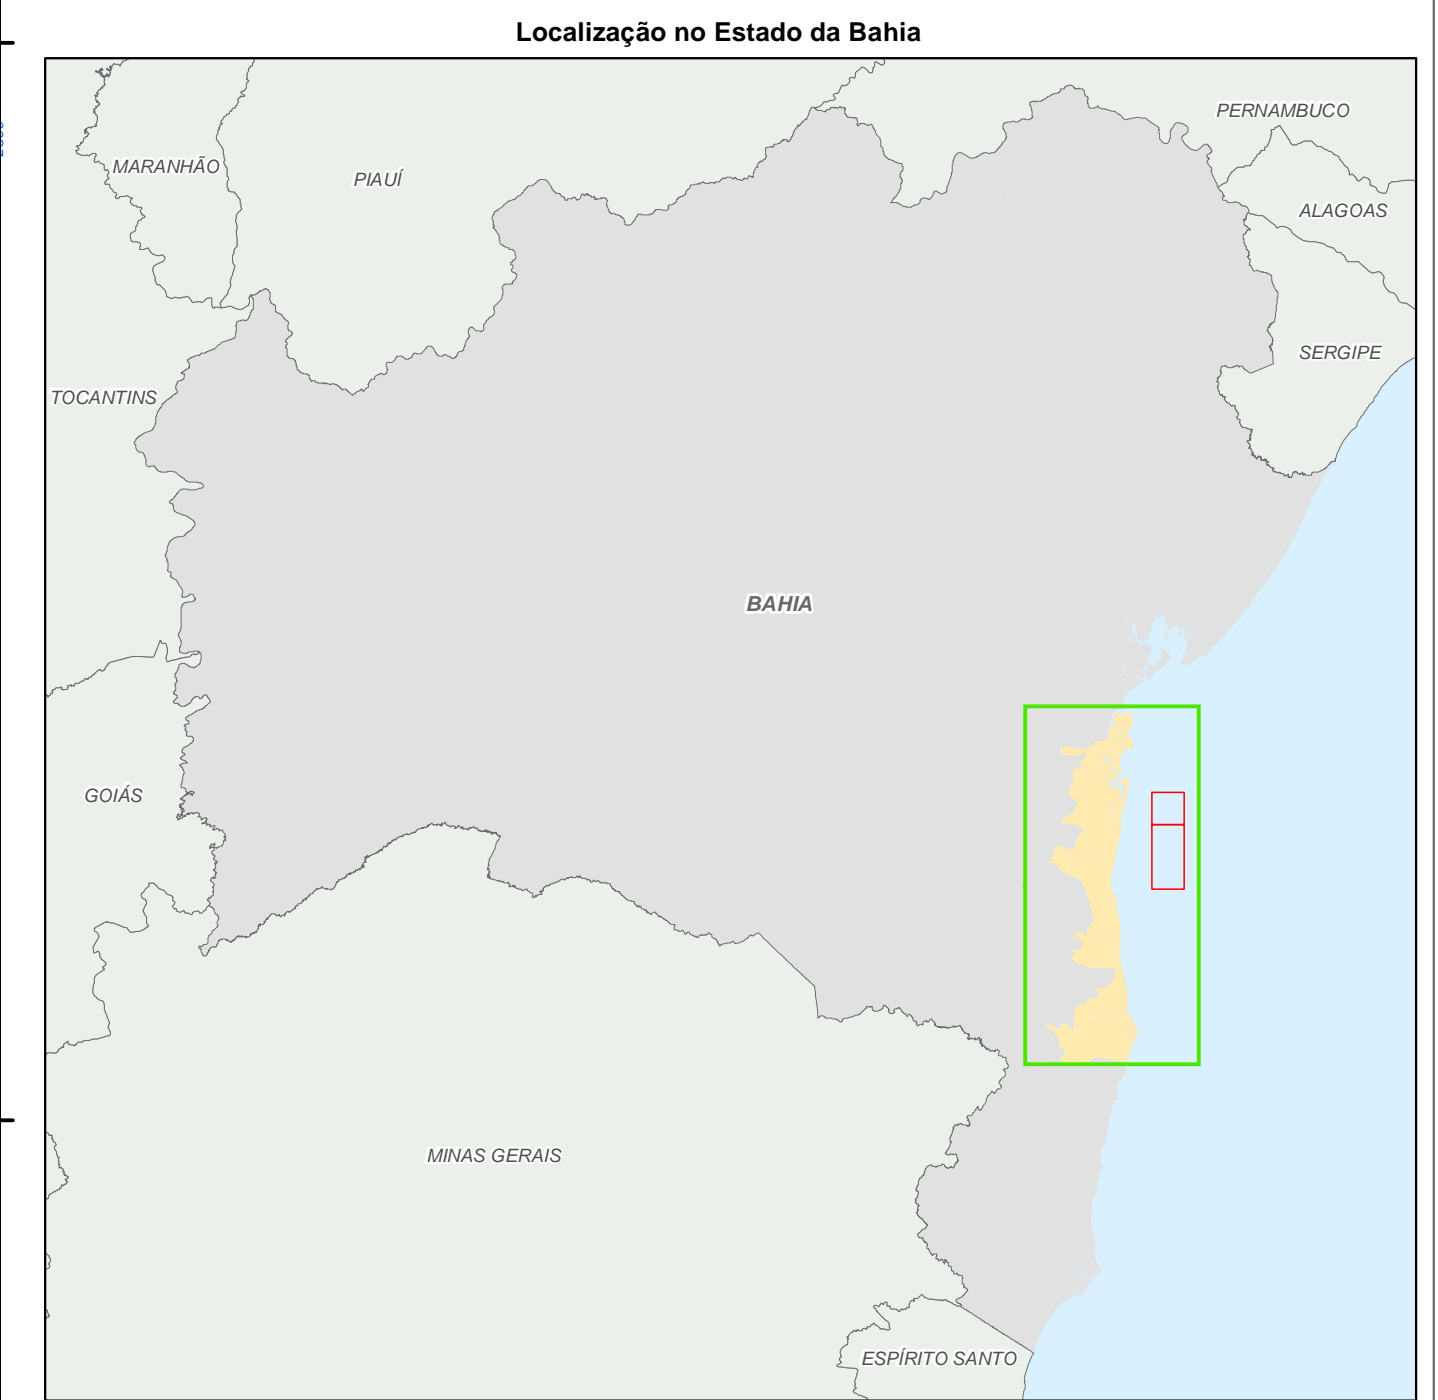 Localização no Estado da Bahia
PERNAMBUCO
MARANHÃO
PIAUÍ
ALAGOAS
SERGIPE
TOCANTINS
BAHIA
GOIÁS
MINAS GERAIS
ESPÍRITO SANTO